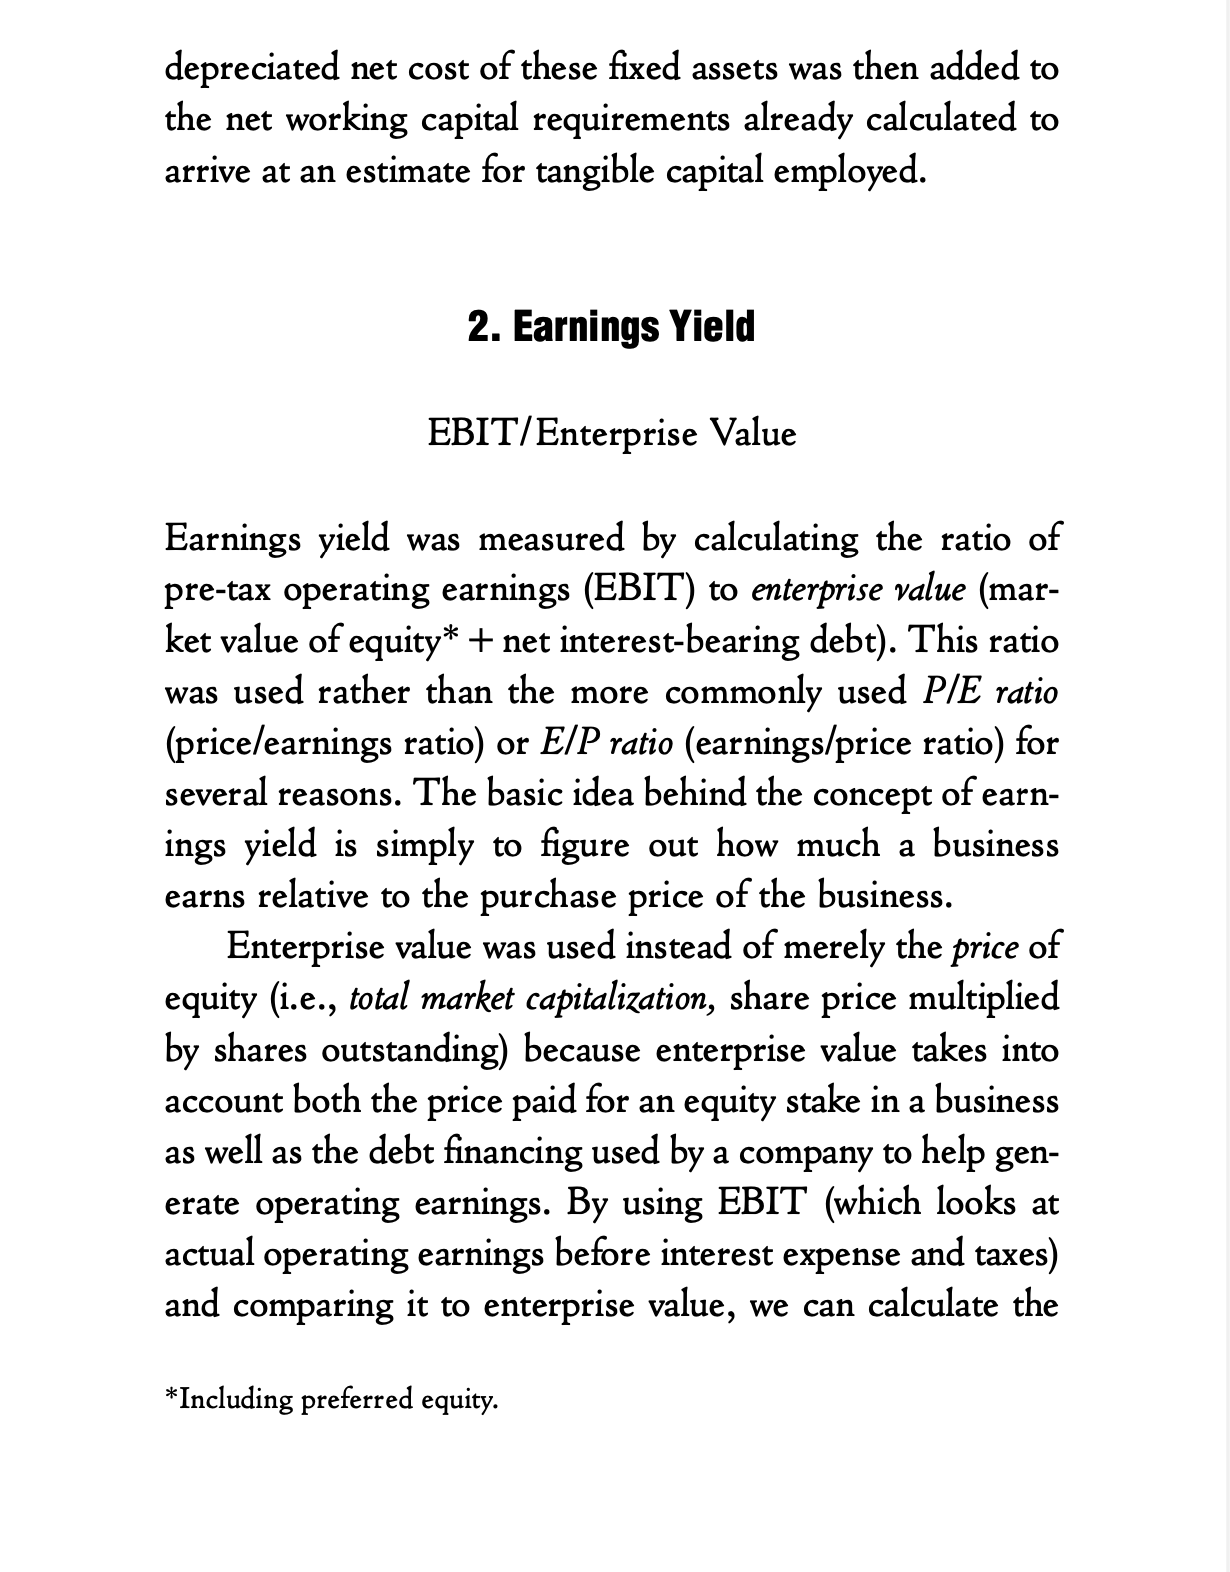 depreciated net cost of these fixed assets was then added to
the net working capital requirements already calculated to
arrive at an estimate for tangible capital employed.
2. Earnings Yield
EBIT/Enterprise Value
Earnings yield was measured by calculating the ratio of
pre-tax operating earnings (EBIT) to enterprise value (mar-
ket value of equity* + net interest-bearing debt). This ratio
was used rather than the more commonly used P/E ratio
(price/earnings ratio) or E/P ratio (earnings/price ratio) for
several reasons. The basic idea behind the concept of earn-
ings yield is simply to figure out how much a business
earns relative to the purchase price of the business.
Enterprise value was used instead of merely the price of
equity (i.e., total market capitalization, share price multiplied
by shares outstanding) because enterprise value takes into
account both the price paid for an equity stake in a business
as well as the debt financing used by a company to help gen-
erate operating earnings. By using EBIT (which looks at
actual operating earnings before interest expense and taxes)
and comparing it to enterprise value, we can calculate the
*Including preferred equity.